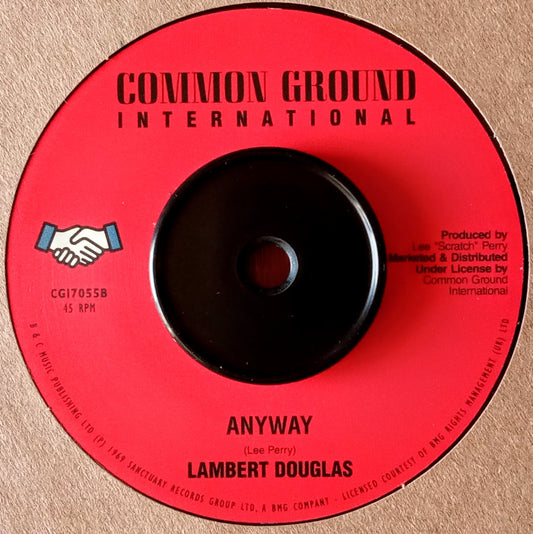 COMMON GROUND
INTERNATIONAL
Produced by
Lee "Scratch" Perry
Marketed & Distributed
Under License by
Common Ground
International
CGI7055B
45 RPM
ANYWAY
(Lee Perry)
LAMBERT DOUGLAS
B & C MUSIC PUBLISHING LTD (P) 1969 SANCTUARY RECORDS GROUP LTD, A BMG COMPANY - LICENSED COURTESY OF BMG RIGHTS MANAGEMENT (UK) LTD